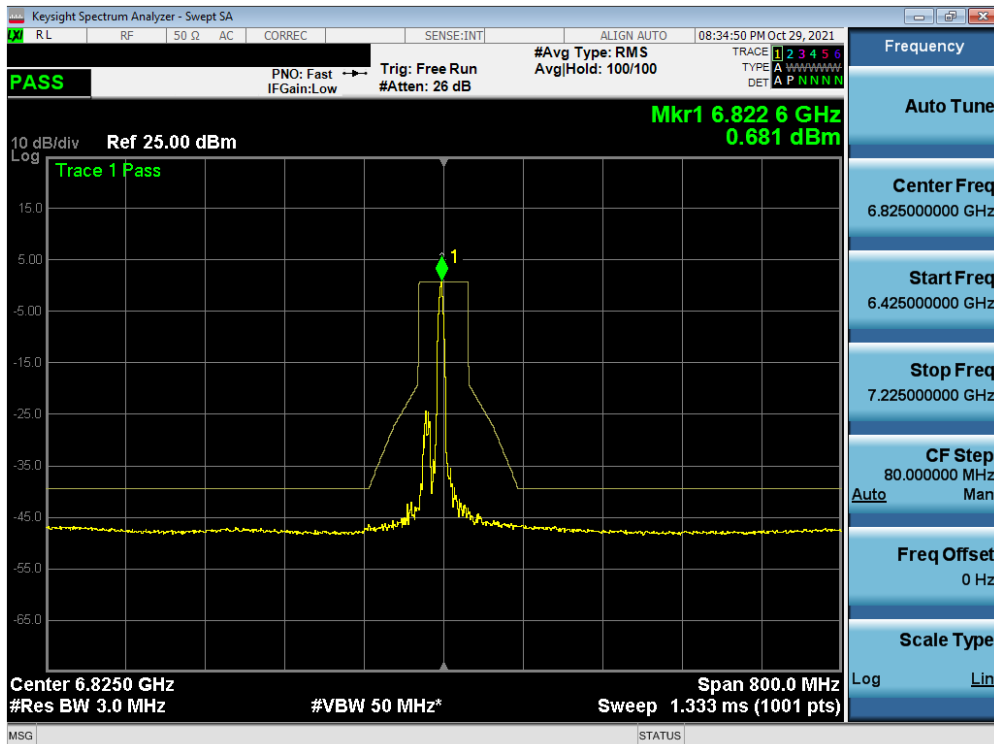 Keysight Spectrum Analyzer - Swept SA
LXI RL RF 50 Ω AC CORREC SENSE:INT ALIGN AUTO 08:34:50 PM Oct 29, 2021
PASS
PNO: Fast
IFGain:Low
Trig: Free Run
#Atten: 26 dB
#Avg Type: RMS
Avg|Hold: 100/100
TRACE 1 2 3 4 5 6
TYPE A WWWWW
DET A P N N N N
Mkr1 6.822 6 GHz
0.681 dBm
10 dB/div Ref 25.00 dBm
Log
Trace 1 Pass
1
15.0
5.00
-5.00
-15.0
-25.0
-35.0
-45.0
-55.0
-65.0
Center 6.8250 GHz Span 800.0 MHz
#Res BW 3.0 MHz #VBW 50 MHz* Sweep 1.333 ms (1001 pts)
MSG STATUS
Frequency
Auto Tune
Center Freq
6.825000000 GHz
Start Freq
6.425000000 GHz
Stop Freq
7.225000000 GHz
CF Step
80.000000 MHz
Auto Man
Freq Offset
0 Hz
Scale Type
Log Lin